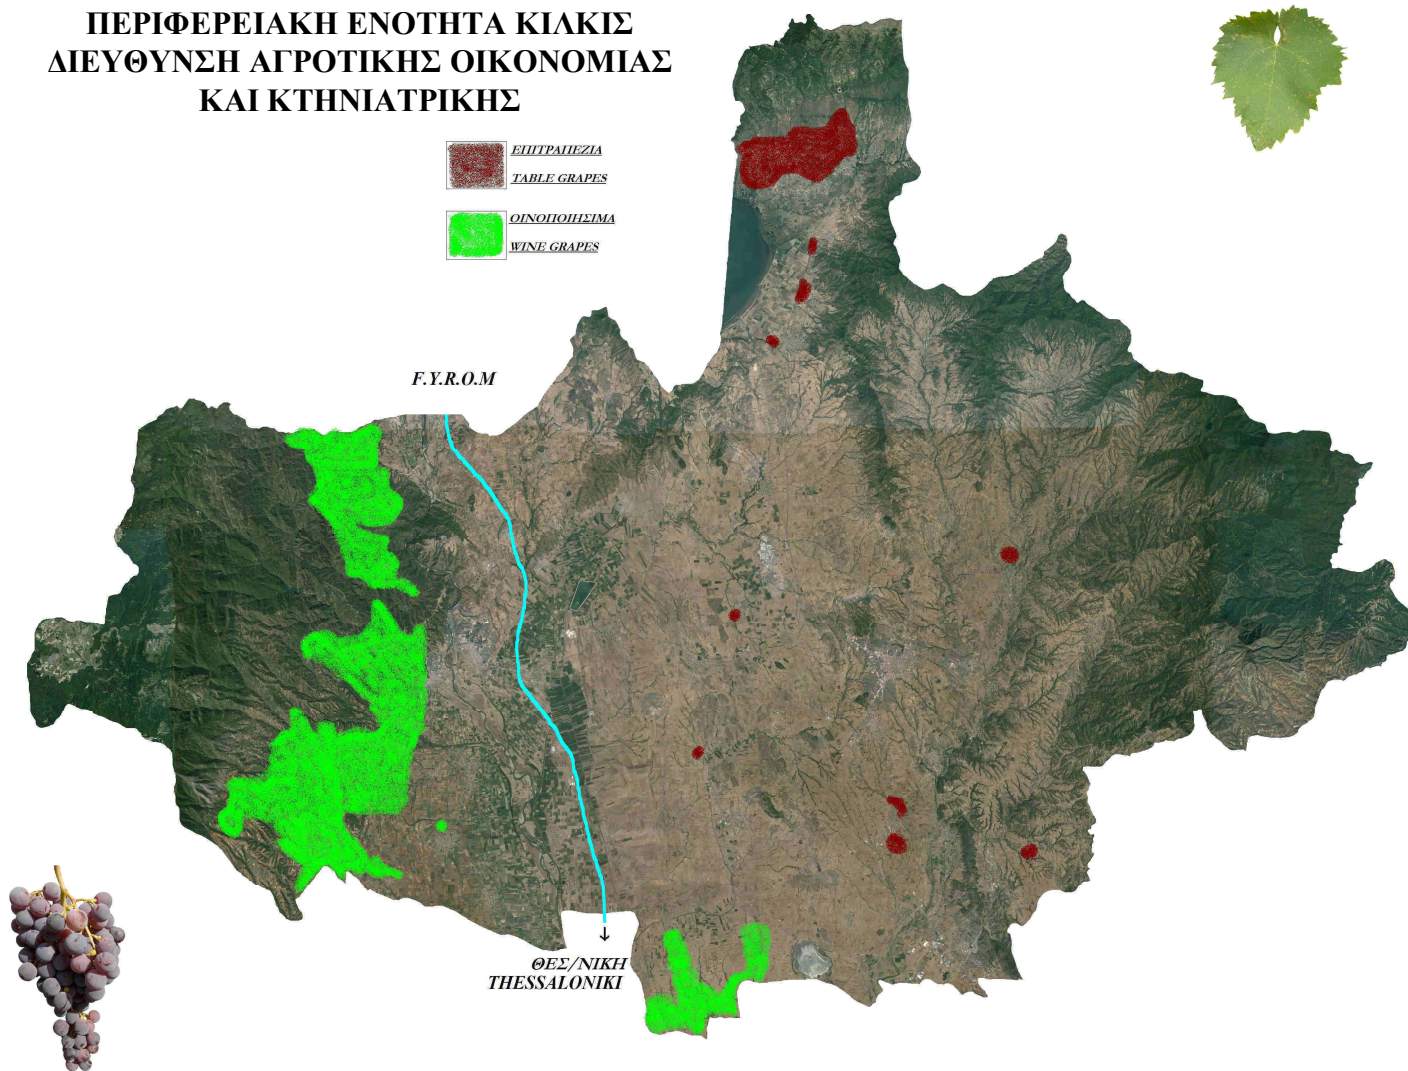 ΠΕΡΙΦΕΡΕΙΑΚΗ ΕΝΟΤΗΤΑ ΚΙΛΚΙΣ
ΔΙΕΥΘΥΝΣΗ ΑΓΡΟΤΙΚΗΣ ΟΙΚΟΝΟΜΙΑΣ
ΚΑΙ ΚΤΗΝΙΑΤΡΙΚΗΣ
ΕΠΙΤΡΑΠΕΖΙΑ
TABLE GRAPES
ΟΙΝΟΠΟΙΗΣΙΜΑ
WINE GRAPES
F.Y.R.O.M
ΘΕΣ/ΝΙΚΗ
THESSALONIKI